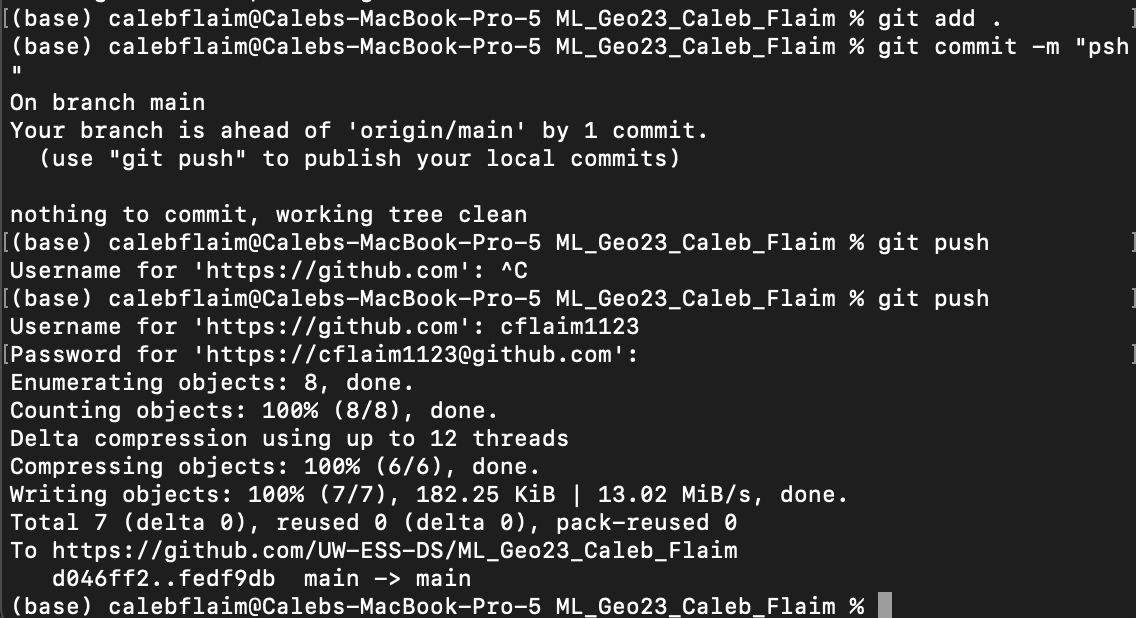 [(base) calebflaim@Calebs-MacBook-Pro-5 ML_Geo23_Caleb_Flaim % git add . ]
(base) calebflaim@Calebs-MacBook-Pro-5 ML_Geo23_Caleb_Flaim % git commit -m "psh
"
On branch main
Your branch is ahead of 'origin/main' by 1 commit.
  (use "git push" to publish your local commits)

nothing to commit, working tree clean
[(base) calebflaim@Calebs-MacBook-Pro-5 ML_Geo23_Caleb_Flaim % git push ]
Username for 'https://github.com': ^C
[(base) calebflaim@Calebs-MacBook-Pro-5 ML_Geo23_Caleb_Flaim % git push ]
Username for 'https://github.com': cflaim1123
[Password for 'https://cflaim1123@github.com': ]
Enumerating objects: 8, done.
Counting objects: 100% (8/8), done.
Delta compression using up to 12 threads
Compressing objects: 100% (6/6), done.
Writing objects: 100% (7/7), 182.25 KiB | 13.02 MiB/s, done.
Total 7 (delta 0), reused 0 (delta 0), pack-reused 0
To https://github.com/UW-ESS-DS/ML_Geo23_Caleb_Flaim
   d046ff2..fedf9db  main -> main
(base) calebflaim@Calebs-MacBook-Pro-5 ML_Geo23_Caleb_Flaim %